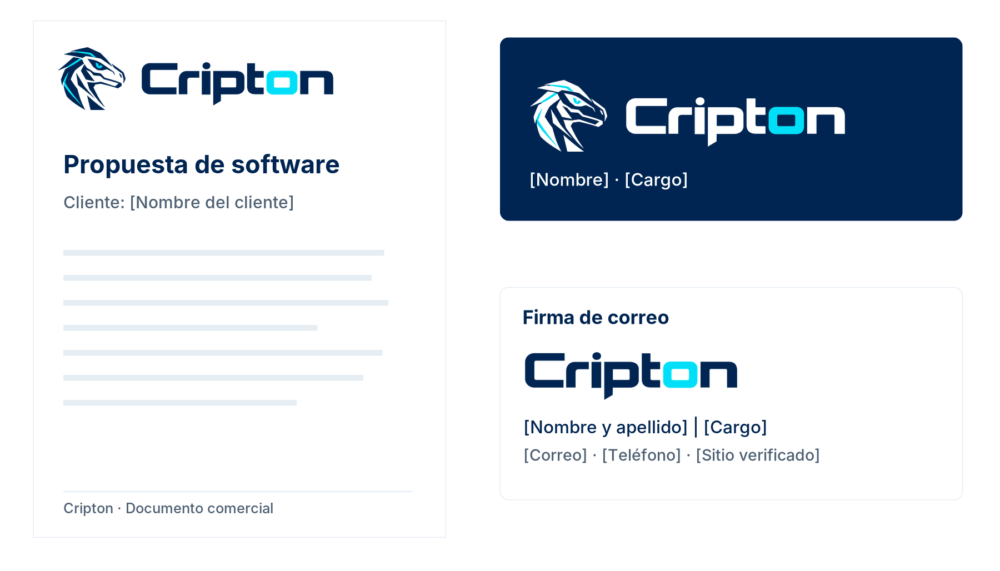 Cripton
Propuesta de software
Cliente: [Nombre del cliente]
Cripton · Documento comercial
Cripton
[Nombre] · [Cargo]
Firma de correo
Cripton
[Nombre y apellido] | [Cargo]
[Correo] · [Teléfono] · [Sitio verificado]